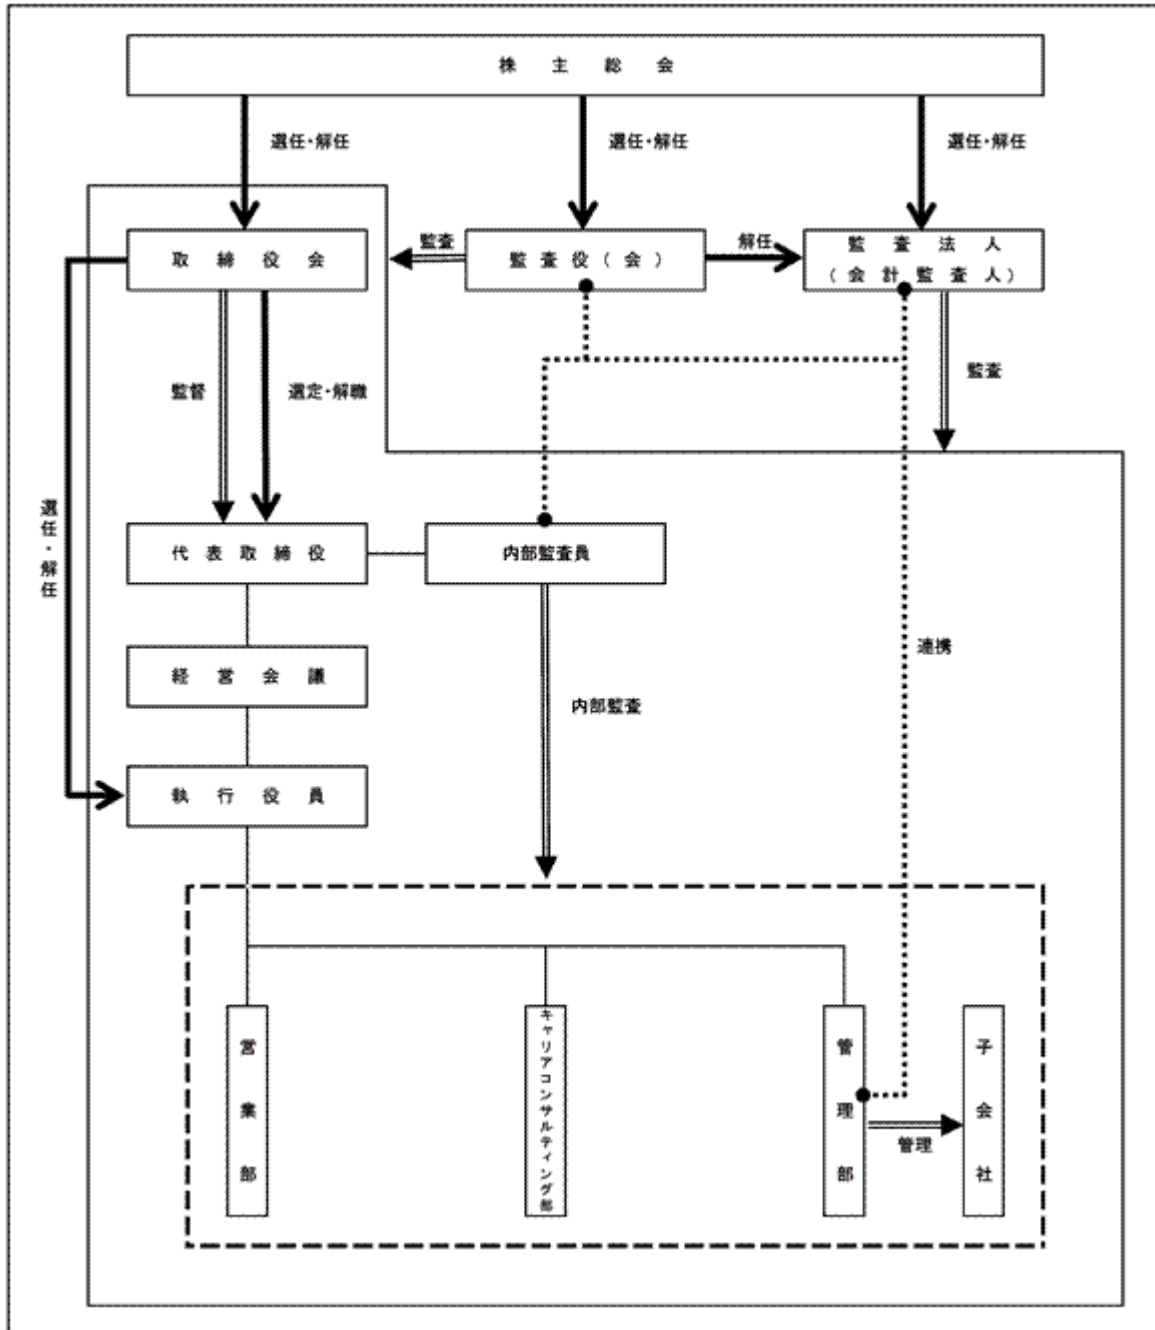 株主総会
選任・解任
選任・解任
選任・解任
取締役会
監査
監査役(会)
解任
監査法人
(会計監査人)
監督
選定・解職
監査
選任・解任
代表取締役
内部監査員
経営会議
連携
内部監査
執行役員
営業部
キャリアコンサルティング部
管理部
管理
子会社